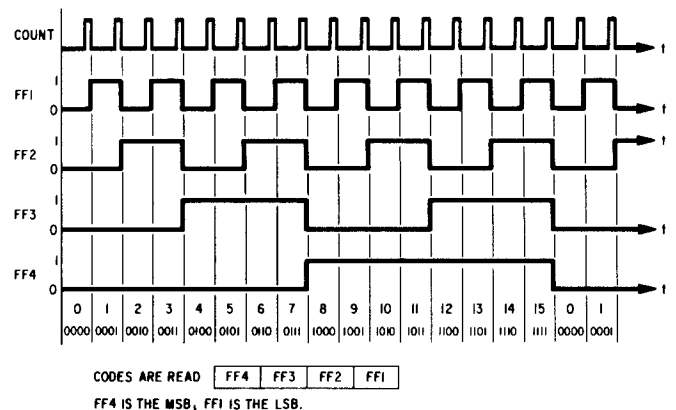 COUNT
t
FF1
1
0
t
FF2
1
0
t
FF3
1
0
t
FF4
1
0
t
0 1 2 3 4 5 6 7 8 9 10 11 12 13 14 15 0 1
0000 0001 0010 0011 0100 0101 0110 0111 1000 1001 1010 1011 1100 1101 1110 1111 0000 0001
CODES ARE READ FF4 FF3 FF2 FF1
FF4 IS THE MSB, FF1 IS THE LSB.